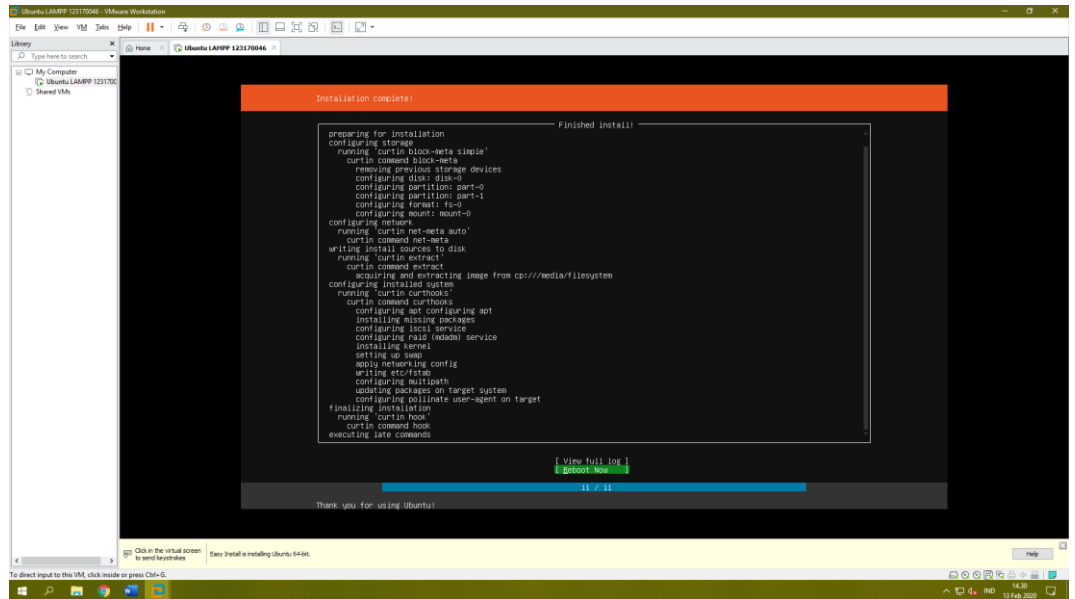 Ubuntu LAMPP 123170046 - VMware Workstation
File Edit View VM Tabs Help
Library
Home
Ubuntu LAMPP 123170046
Type here to search
My Computer
Ubuntu LAMPP 123170
Shared VMs
Installation complete!
Finished install!
preparing for installation
configuring storage
running 'curtin block-meta simple'
curtin command block-meta
removing previous storage devices
configuring disk: disk-0
configuring partition: part-0
configuring partition: part-1
configuring format: fs-0
configuring mount: mount-0
configuring network
running 'curtin net-meta auto'
curtin command net-meta
writing install sources to disk
running 'curtin extract'
curtin command extract
acquiring and extracting image from cp:///media/filesystem
configuring installed system
running 'curtin curthooks'
curtin command curthooks
configuring apt configuring apt
installing missing packages
configuring iscsi service
configuring raid (mdadm) service
installing kernel
setting up swap
apply networking config
writing etc/fstab
configuring multipath
updating packages on target system
configuring pollinate user-agent on target
finalizing installation
running 'curtin hook'
curtin command hook
executing late commands
[ View full log ]
[ Reboot Now ]
11 / 11
Thank you for using Ubuntu!
Click in the virtual screen
to send keystrokes
Easy Install is installing Ubuntu 64-bit.
Help
To direct input to this VM, click inside or press Ctrl+G.
IND
14.30
13 Feb 2020